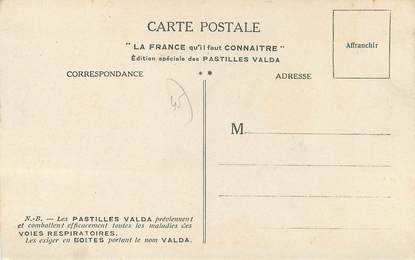 CARTE POSTALE
"LA FRANCE qu'il faut CONNAITRE"
Édition spéciale des PASTILLES VALDA
Affranchir
CORRESPONDANCE
ADRESSE
45
M
N.-B. — Les PASTILLES VALDA préviennent
et combattent efficacement toutes les maladies des
VOIES RESPIRATOIRES.
Les exiger en BOITES portant le nom VALDA.